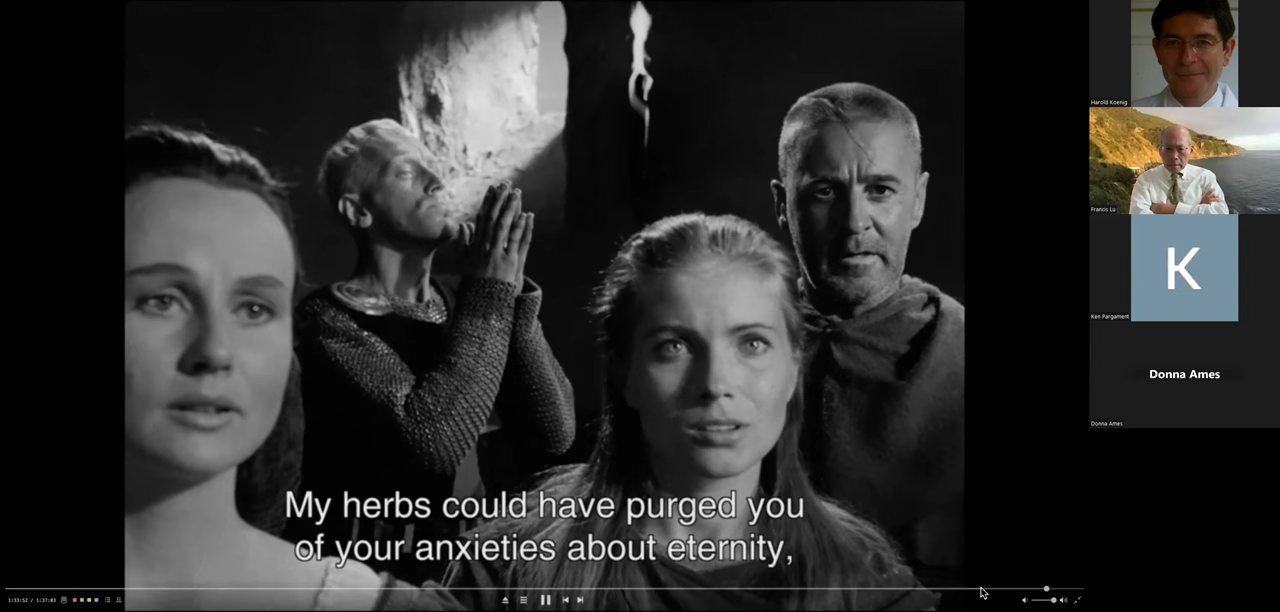 Harold Koenig
Francis Lu
K
Ken Pargament
Donna Ames
Donna Ames
My herbs could have purged you
of your anxieties about eternity,
1:33:52 / 1:37:03